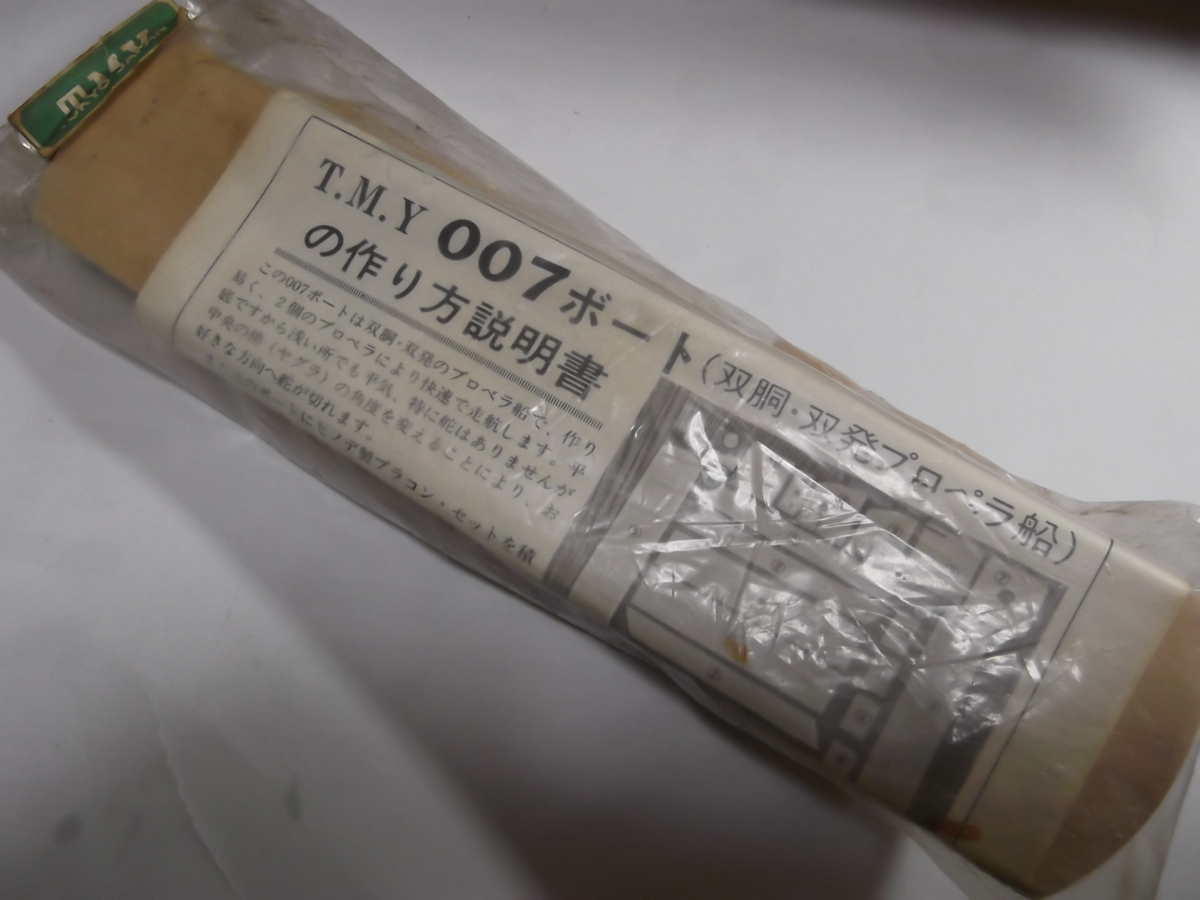 T.M.Y 007ボート(双胴・双発プロペラ船)
の作り方説明書
この007ボートは双胴・双発のプロペラ船で、作り
易く、2個のプロペラにより快速で走航します。平
底ですから浅い所でも平気、特に舵はありませんが
中央の櫓(ヤグラ)の角度を変えることにより、お
好きな方向へ舵が切れます。
ボートにヒノデ製プラコン・セットを積